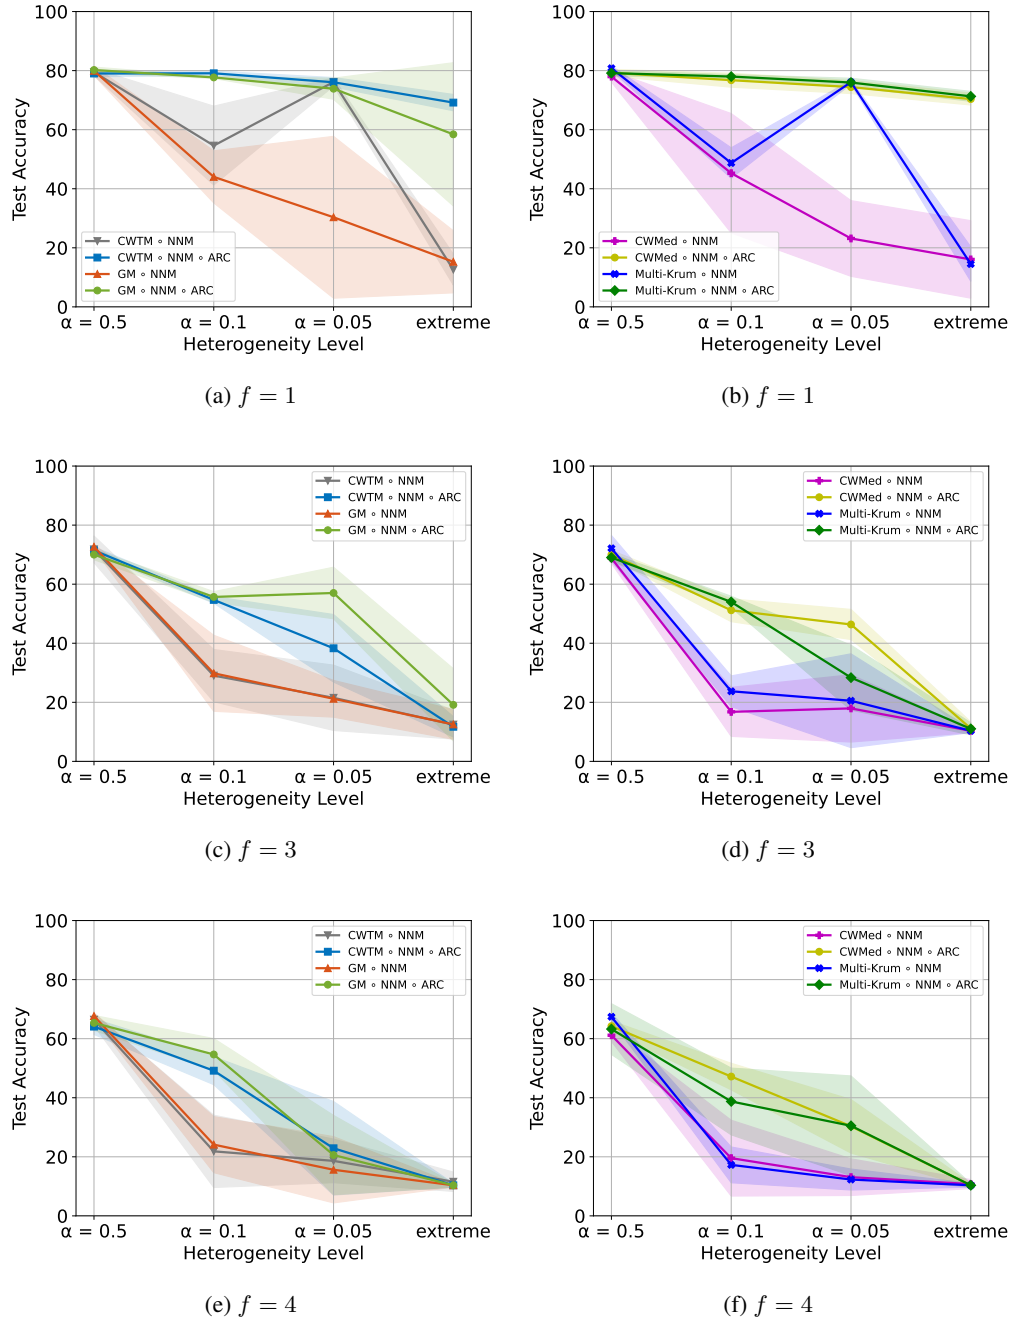 100
80
60
40
20
0
Test Accuracy
CWTM ∘ NNM
CWTM ∘ NNM ∘ ARC
GM ∘ NNM
GM ∘ NNM ∘ ARC
α = 0.5 α = 0.1 α = 0.05 extreme
Heterogeneity Level
(a) f = 1
100
80
60
40
20
0
Test Accuracy
CWMed ∘ NNM
CWMed ∘ NNM ∘ ARC
Multi-Krum ∘ NNM
Multi-Krum ∘ NNM ∘ ARC
α = 0.5 α = 0.1 α = 0.05 extreme
Heterogeneity Level
(b) f = 1
100
80
60
40
20
0
Test Accuracy
CWTM ∘ NNM
CWTM ∘ NNM ∘ ARC
GM ∘ NNM
GM ∘ NNM ∘ ARC
α = 0.5 α = 0.1 α = 0.05 extreme
Heterogeneity Level
(c) f = 3
100
80
60
40
20
0
Test Accuracy
CWMed ∘ NNM
CWMed ∘ NNM ∘ ARC
Multi-Krum ∘ NNM
Multi-Krum ∘ NNM ∘ ARC
α = 0.5 α = 0.1 α = 0.05 extreme
Heterogeneity Level
(d) f = 3
100
80
60
40
20
0
Test Accuracy
CWTM ∘ NNM
CWTM ∘ NNM ∘ ARC
GM ∘ NNM
GM ∘ NNM ∘ ARC
α = 0.5 α = 0.1 α = 0.05 extreme
Heterogeneity Level
(e) f = 4
100
80
60
40
20
0
Test Accuracy
CWMed ∘ NNM
CWMed ∘ NNM ∘ ARC
Multi-Krum ∘ NNM
Multi-Krum ∘ NNM ∘ ARC
α = 0.5 α = 0.1 α = 0.05 extreme
Heterogeneity Level
(f) f = 4